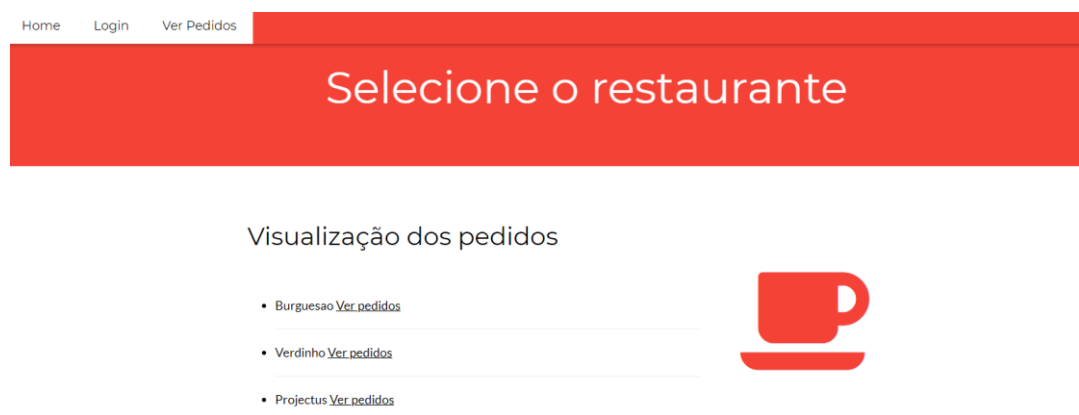 Home Login Ver Pedidos
Selecione o restaurante
Visualização dos pedidos
Burguesao Ver pedidos
Verdinho Ver pedidos
Projectus Ver pedidos